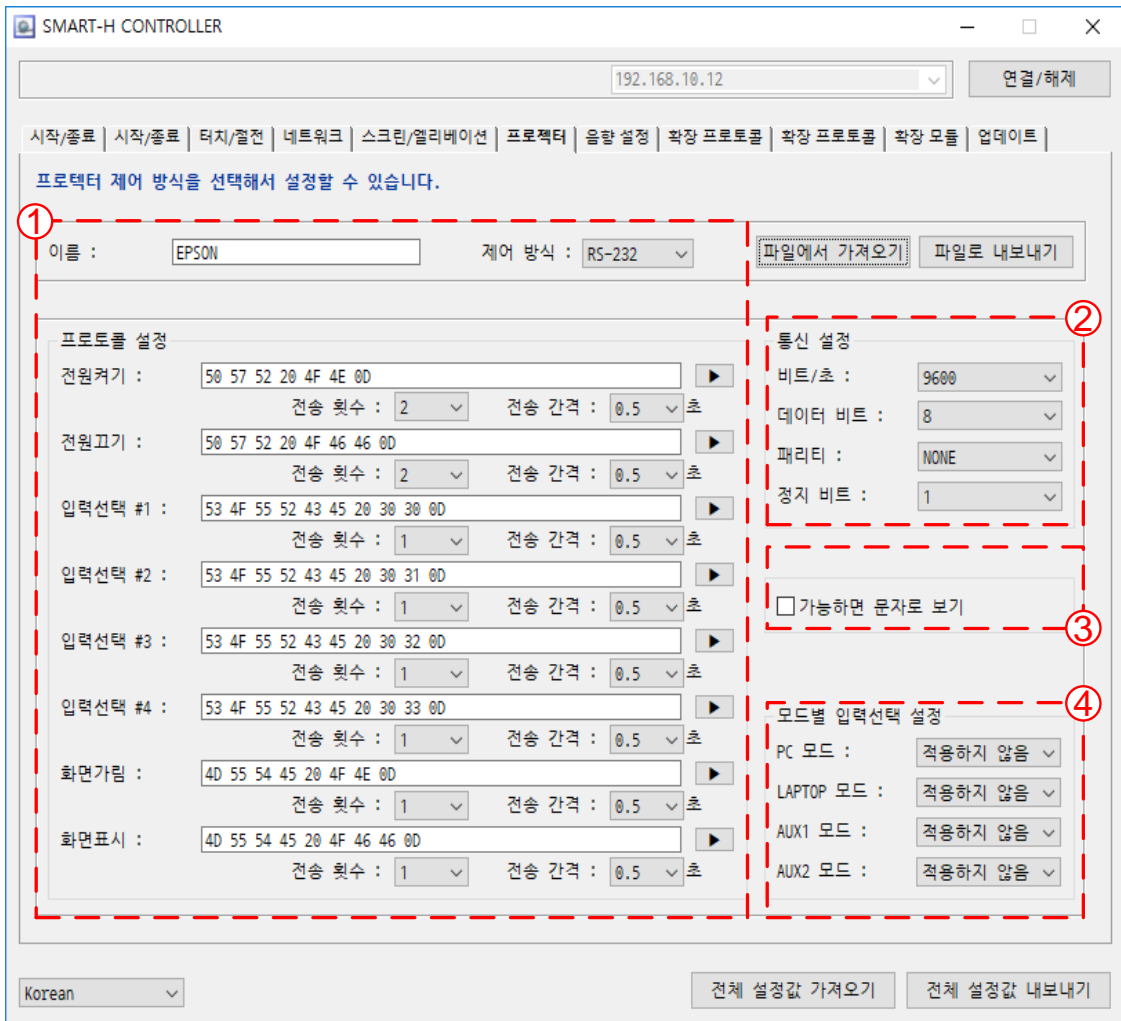 SMART-H CONTROLLER
192.168.10.12 연결/해제
시작/종료 시작/종료 터치/절전 네트워크 스크린/엘리베이션 프로젝터 음향 설정 확장 프로토콜 확장 프로토콜 확장 모듈 업데이트
프로텍터 제어 방식을 선택해서 설정할 수 있습니다.
①
이름 : EPSON 제어 방식 : RS-232 파일에서 가져오기 파일로 내보내기
프로토콜 설정
전원켜기 : 50 57 52 20 4F 4E 0D ▶
전송 횟수 : 2 전송 간격 : 0.5 초
전원끄기 : 50 57 52 20 4F 46 46 0D ▶
전송 횟수 : 2 전송 간격 : 0.5 초
입력선택 #1 : 53 4F 55 52 43 45 20 30 30 0D ▶
전송 횟수 : 1 전송 간격 : 0.5 초
입력선택 #2 : 53 4F 55 52 43 45 20 30 31 0D ▶
전송 횟수 : 1 전송 간격 : 0.5 초
입력선택 #3 : 53 4F 55 52 43 45 20 30 32 0D ▶
전송 횟수 : 1 전송 간격 : 0.5 초
입력선택 #4 : 53 4F 55 52 43 45 20 30 33 0D ▶
전송 횟수 : 1 전송 간격 : 0.5 초
화면가림 : 4D 55 54 45 20 4F 4E 0D ▶
전송 횟수 : 1 전송 간격 : 0.5 초
화면표시 : 4D 55 54 45 20 4F 46 46 0D ▶
전송 횟수 : 1 전송 간격 : 0.5 초
②
통신 설정
비트/초 : 9600
데이터 비트 : 8
패리티 : NONE
정지 비트 : 1
가능하면 문자로 보기
③
④
모드별 입력선택 설정
PC 모드 : 적용하지 않음
LAPTOP 모드 : 적용하지 않음
AUX1 모드 : 적용하지 않음
AUX2 모드 : 적용하지 않음
Korean 전체 설정값 가져오기 전체 설정값 내보내기